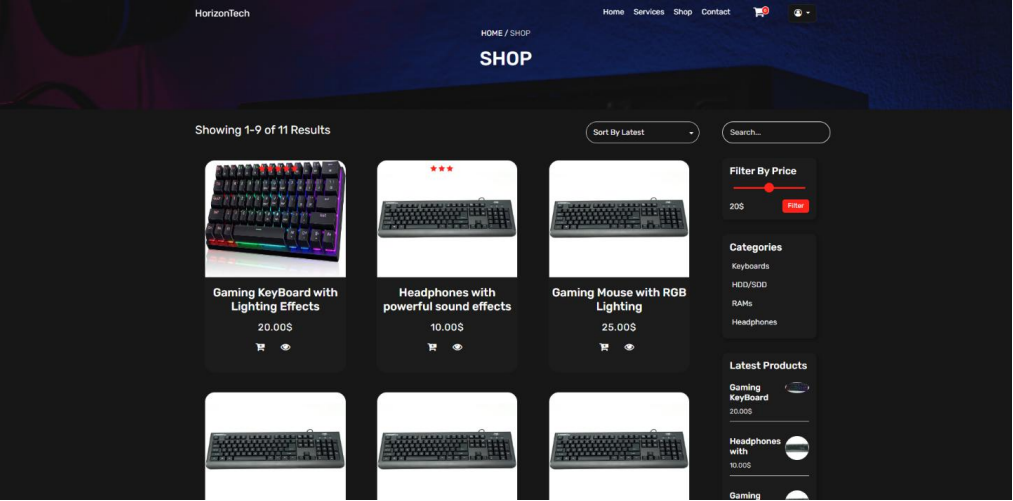 HorizonTech
Home Services Shop Contact
HOME / SHOP
SHOP
Showing 1-9 of 11 Results
Sort By Latest
Search...
Gaming KeyBoard with
Lighting Effects
20.00$
Headphones with
powerful sound effects
10.00$
Gaming Mouse with RGB
Lighting
25.00$
Filter By Price
20$
Filter
Categories
Keyboards
HDD/SDD
RAMs
Headphones
Latest Products
Gaming
KeyBoard
20.00$
Headphones
with
10.00$
Gaming